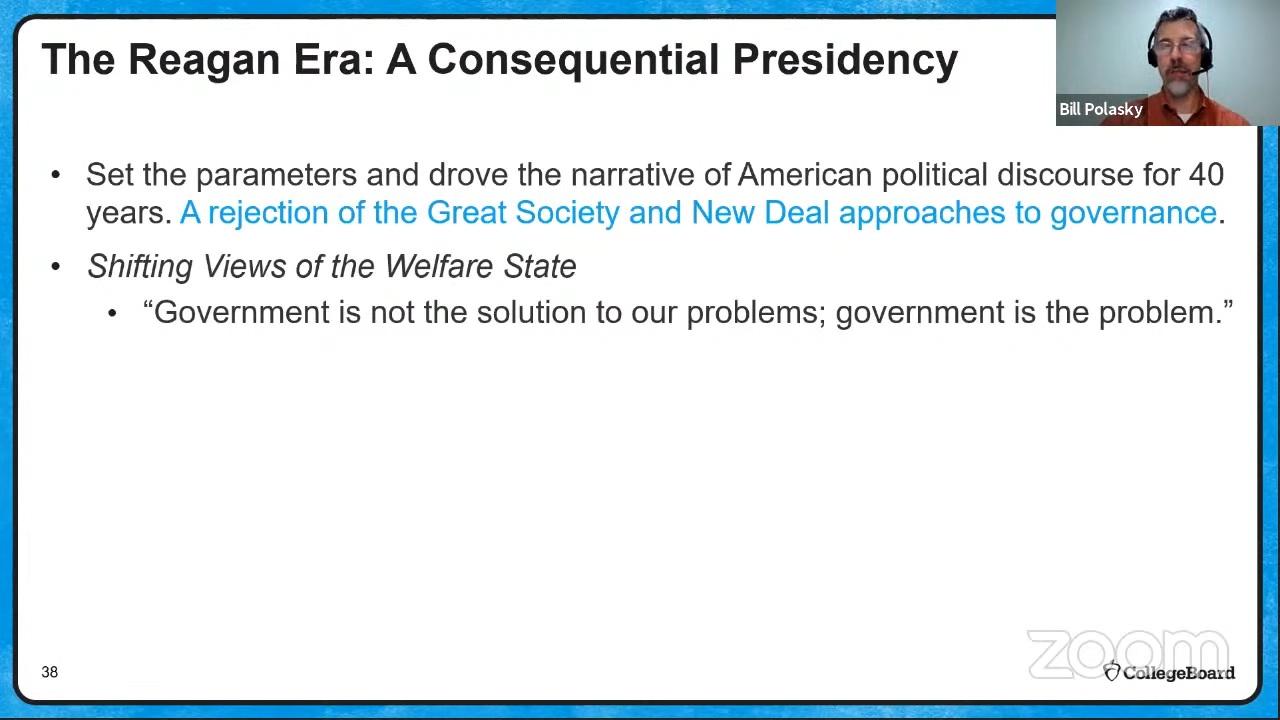 The Reagan Era: A Consequential Presidency
Bill Polasky
• Set the parameters and drove the narrative of American political discourse for 40
years. A rejection of the Great Society and New Deal approaches to governance.
• Shifting Views of the Welfare State
• “Government is not the solution to our problems; government is the problem.”
38
zoom
CollegeBoard